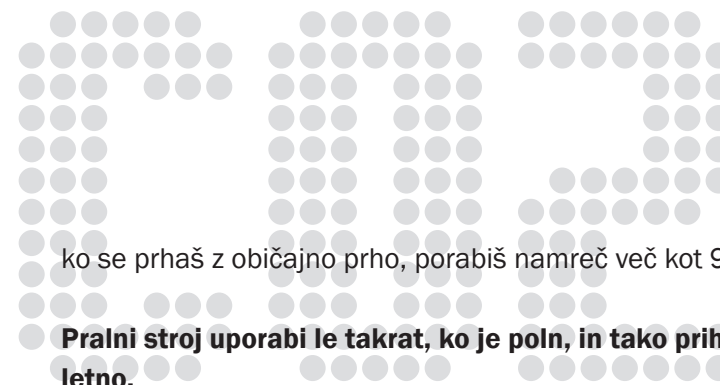 ko se prhaš z običajno prho, porabiš namreč več kot 9
Pralni stroj uporabi le takrat, ko je poln, in tako
letno.